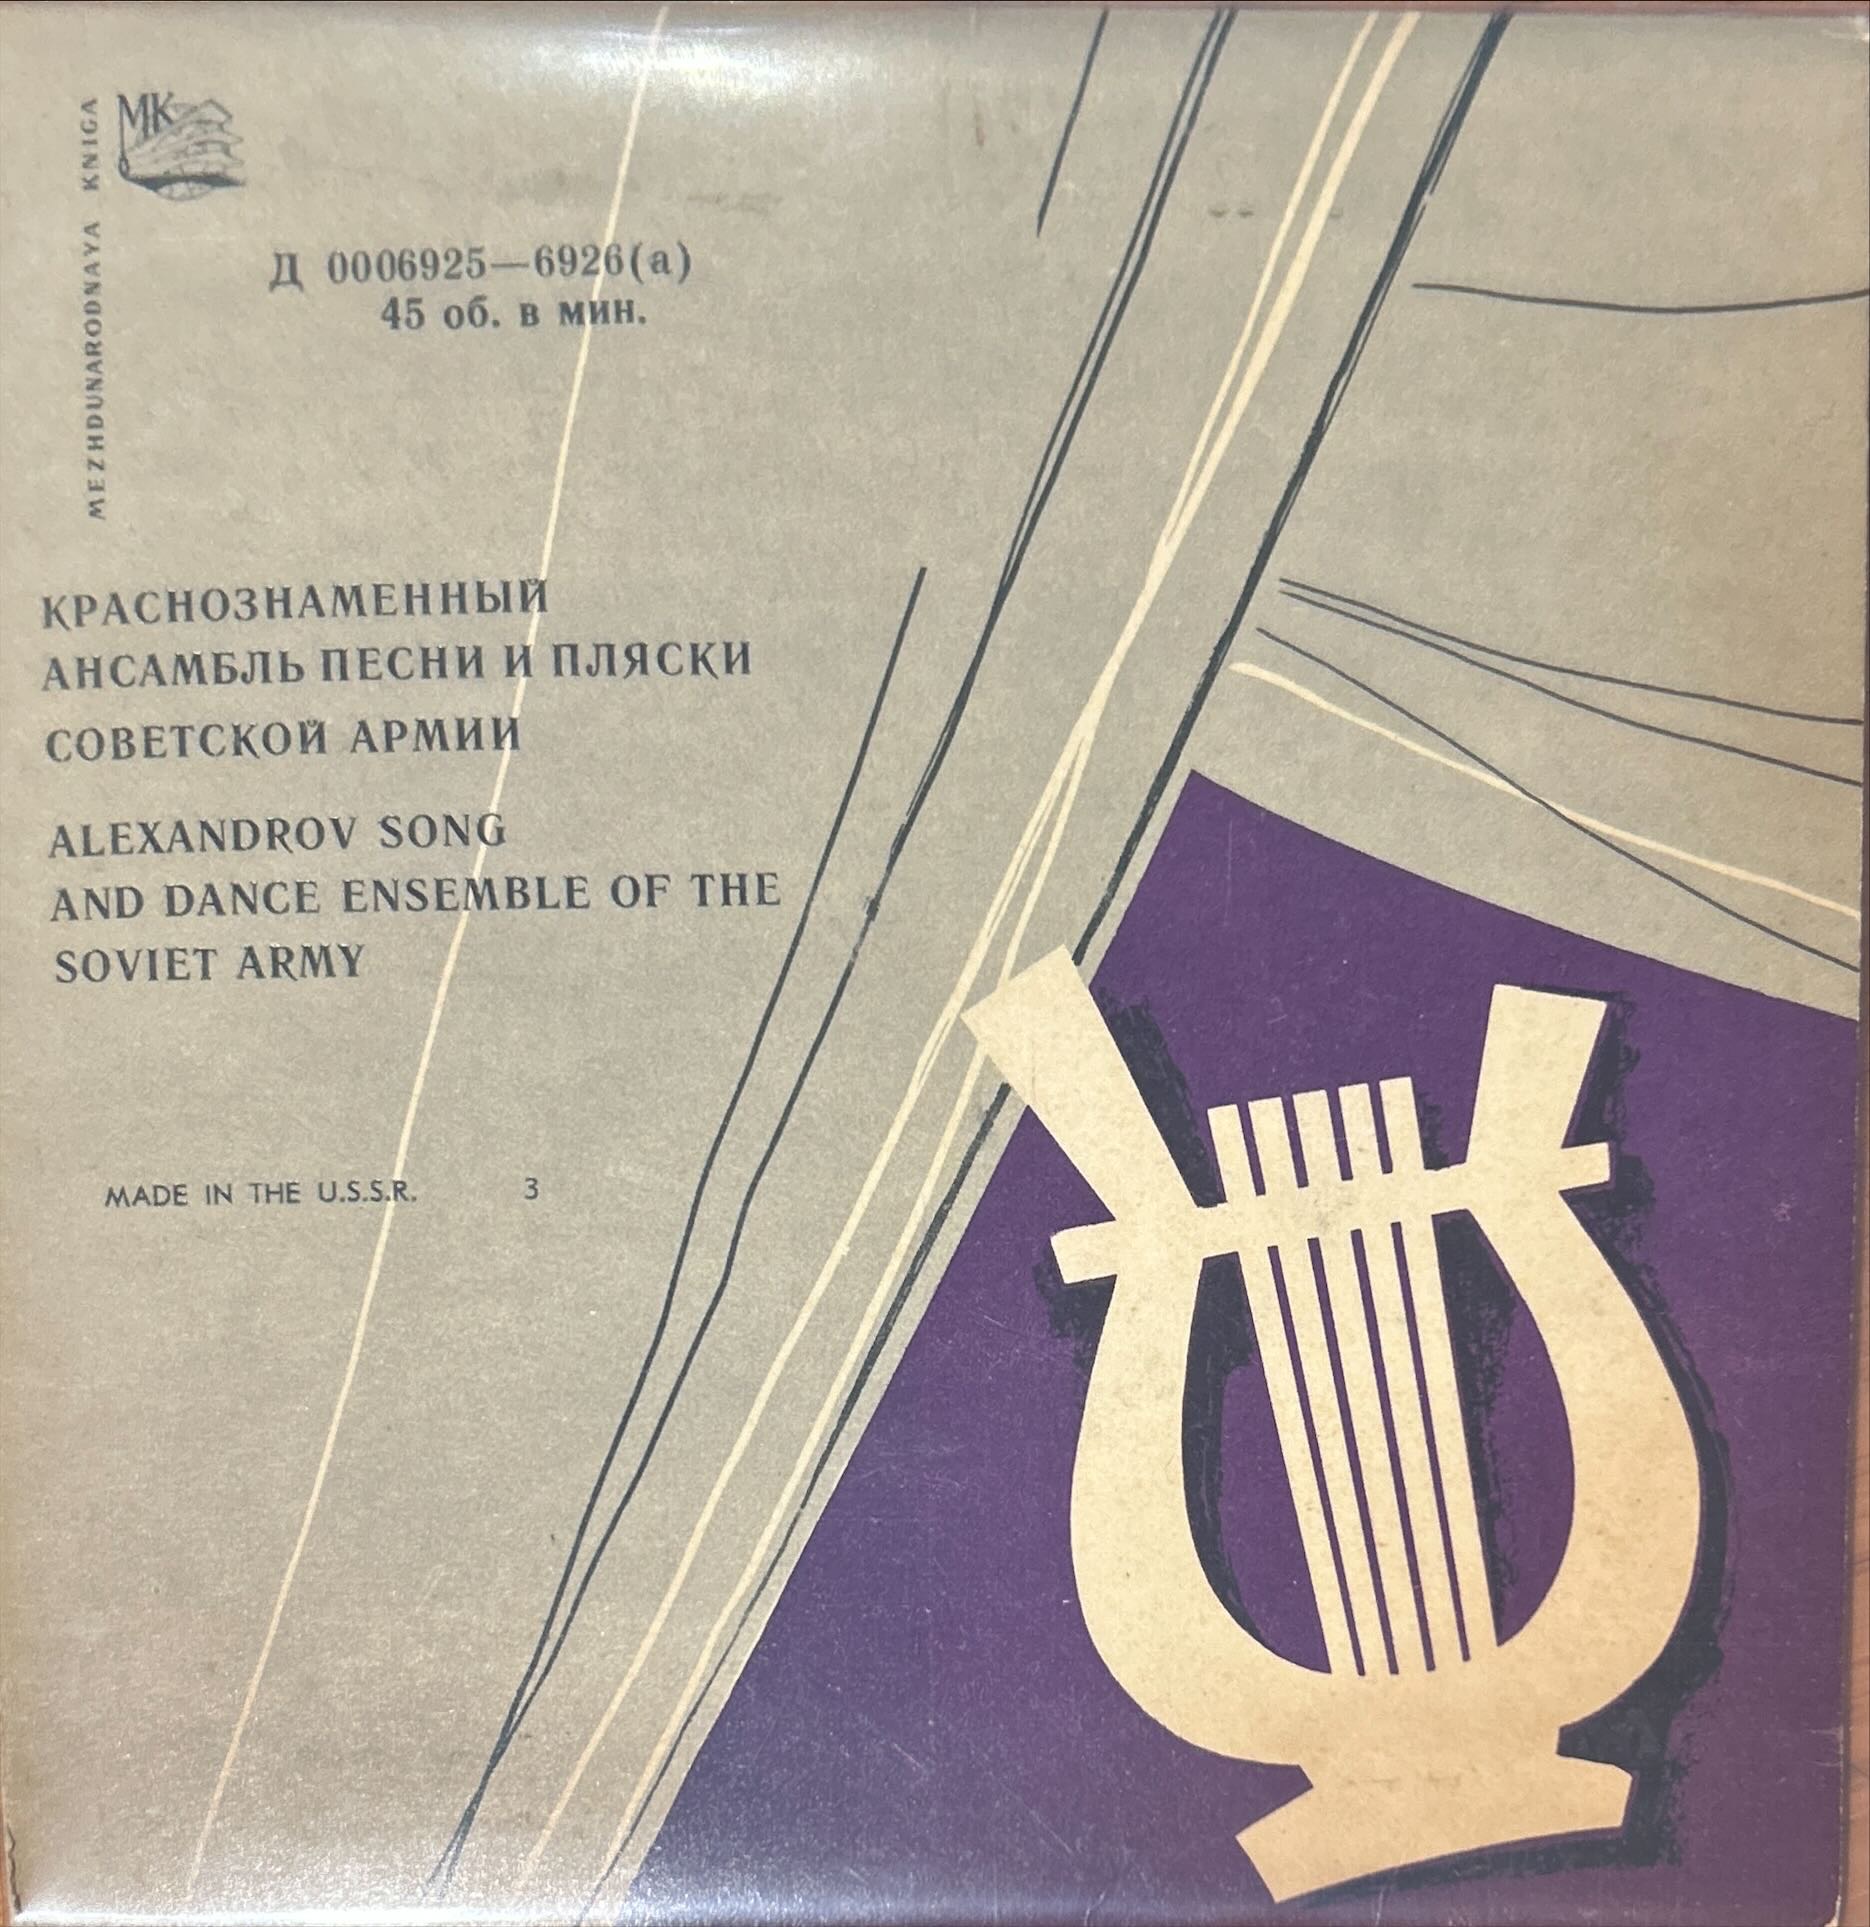 MEZHDUNARODNAYA KNIGA
МК
Д 0006925—6926(а)
45 об. в мин.
КРАСНОЗНАМЕННЫЙ
АНСАМБЛЬ ПЕСНИ И ПЛЯСКИ
СОВЕТСКОЙ АРМИИ
ALEXANDROV SONG
AND DANCE ENSEMBLE OF THE
SOVIET ARMY
MADE IN THE U.S.S.R. 3